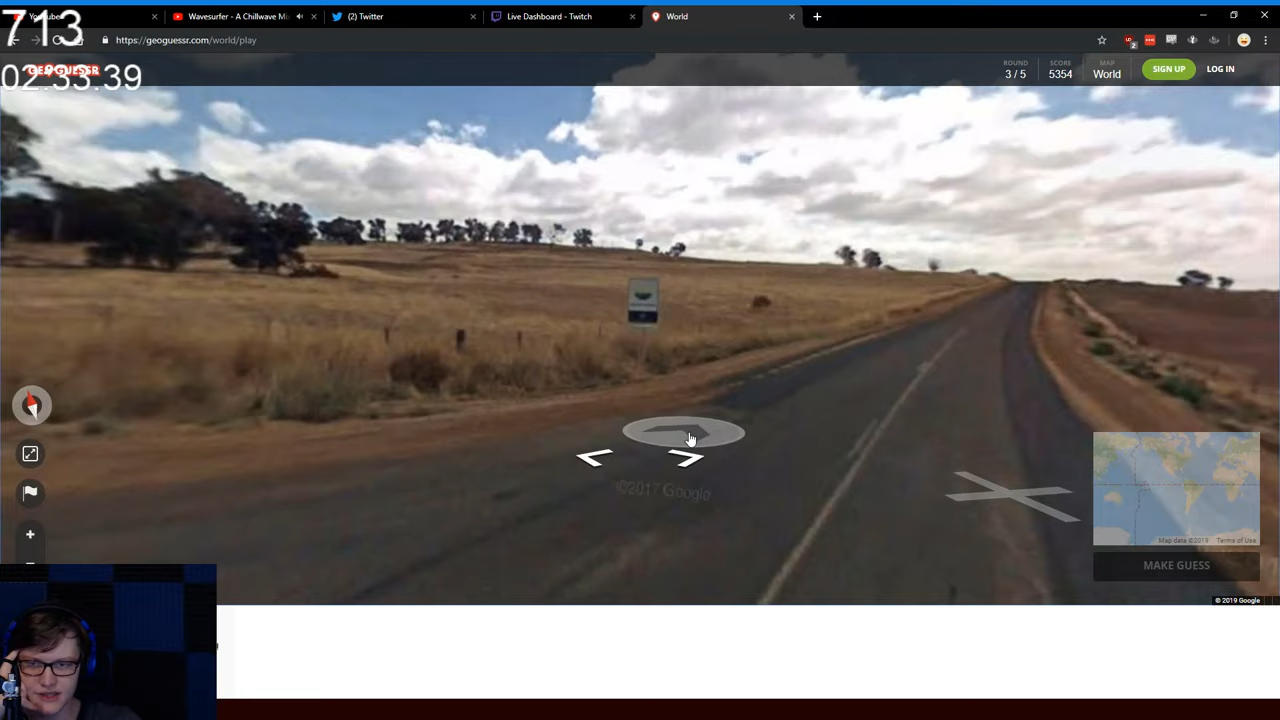 713
02:33:39
Wavesurfer - A Chillwave Mi
(2) Twitter
Live Dashboard - Twitch
World
https://geoguessr.com/world/play
GEOGUESSR
ROUND
3 / 5
SCORE
5354
MAP
World
SIGN UP
LOG IN
©2017 Google
Map data ©2019 Terms of Use
MAKE GUESS
© 2019 Google